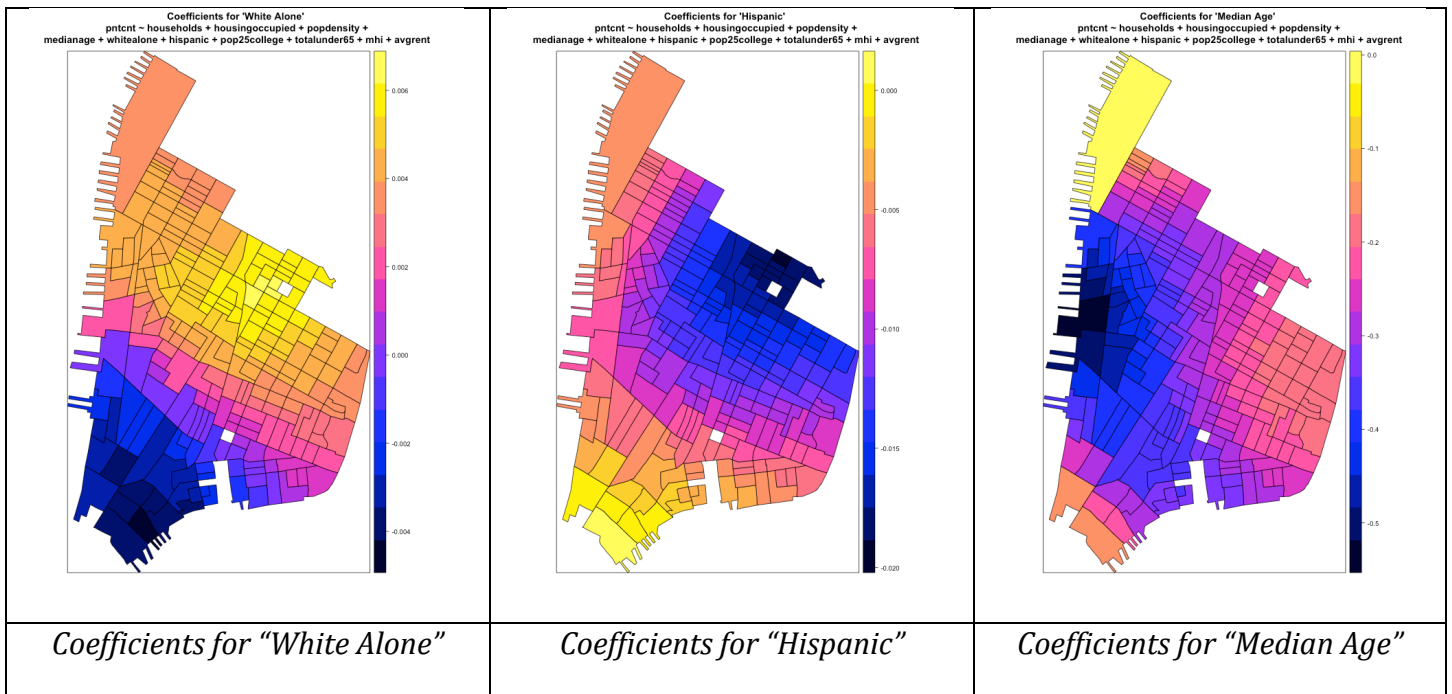 Coefficients for 'White Alone'
pntcnt ~ households + housingoccupied + popdensity +
medianage + whitealone + hispanic + pop25college + totalunder65 + mhi + avgrent
0.006
0.004
0.002
0.000
-0.002
-0.004
Coefficients for 'Hispanic'
pntcnt ~ households + housingoccupied + popdensity +
medianage + whitealone + hispanic + pop25college + totalunder65 + mhi + avgrent
0.000
-0.005
-0.010
-0.015
-0.020
Coefficients for 'Median Age'
pntcnt ~ households + housingoccupied + popdensity +
medianage + whitealone + hispanic + pop25college + totalunder65 + mhi + avgrent
0.0
-0.1
-0.2
-0.3
-0.4
-0.5
Coefficients for “White Alone”
Coefficients for “Hispanic”
Coefficients for “Median Age”